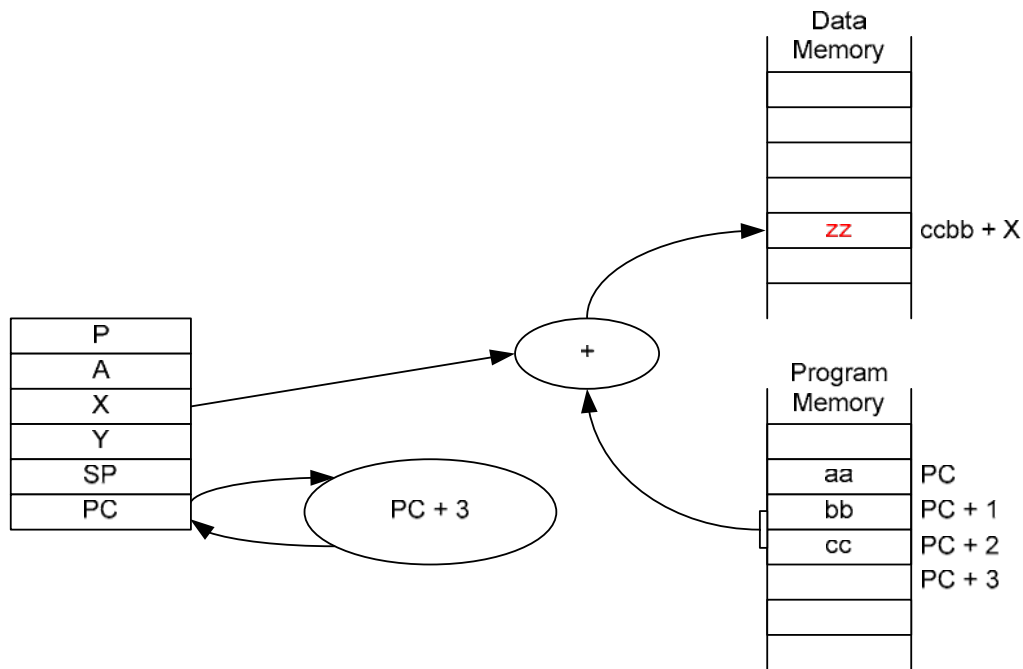 Data
Memory
zz
ccbb + X
P
A
X
Y
SP
PC
PC + 3
+
Program
Memory
aa
PC
bb
PC + 1
cc
PC + 2
PC + 3